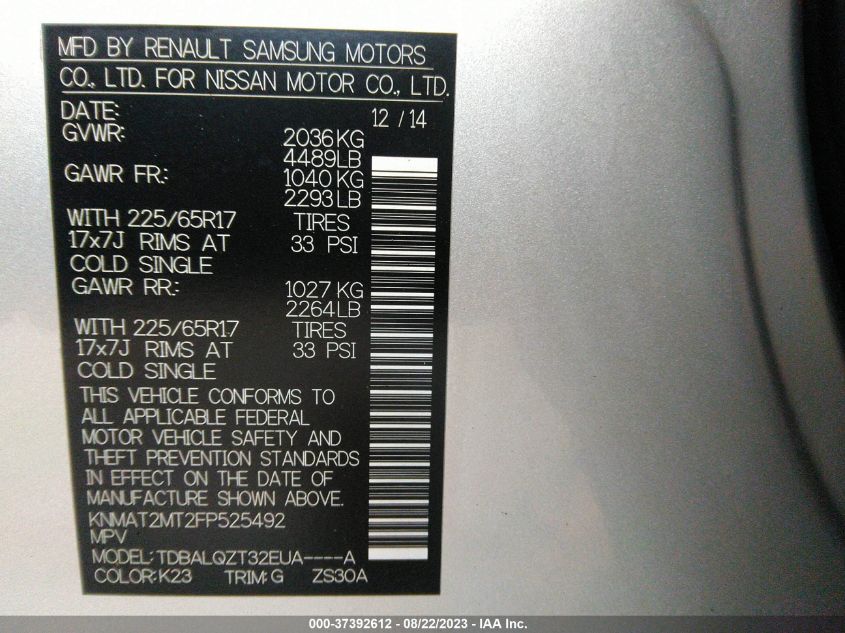 MFD BY RENAULT SAMSUNG MOTORS
CO., LTD. FOR NISSAN MOTOR CO., LTD.
DATE: 12 / 14
GVWR: 2036 KG
4489 LB
GAWR FR: 1040 KG
2293 LB
WITH 225/65R17 TIRES
17x7J RIMS AT 33 PSI
COLD SINGLE
GAWR RR: 1027 KG
2264 LB
WITH 225/65R17 TIRES
17x7J RIMS AT 33 PSI
COLD SINGLE
THIS VEHICLE CONFORMS TO
ALL APPLICABLE FEDERAL
MOTOR VEHICLE SAFETY AND
THEFT PREVENTION STANDARDS
IN EFFECT ON THE DATE OF
MANUFACTURE SHOWN ABOVE.
KNMAT2MT2FP525492
MPV
MODEL: TDBALQZT32EUA----A
COLOR: K23 TRIM: G ZS30A
000-37392612 - 08/22/2023 - IAA Inc.